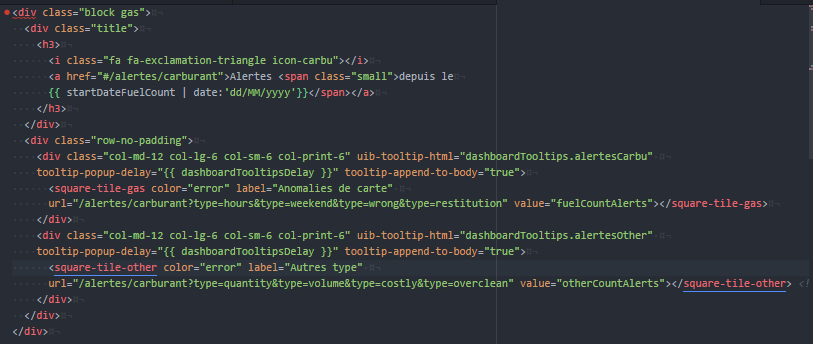 <div class="block gas">
<div class="title">
<h3>
<i class="fa fa-exclamation-triangle icon-carbu"></i>
<a href="#/alertes/carburant">Alertes <span class="small">depuis le
{{ startDateFuelCount | date:'dd/MM/yyyy'}}</span></a>
</h3>
</div>
<div class="row-no-padding">
<div class="col-md-12 col-lg-6 col-sm-6 col-print-6" uib-tooltip-html="dashboardTooltips.alertesCarbu"
tooltip-popup-delay="{{ dashboardTooltipsDelay }}" tooltip-append-to-body="true">
<square-tile-gas color="error" label="Anomalies de carte"
url="/alertes/carburant?type=hours&type=weekend&type=wrong&type=restitution" value="fuelCountAlerts"></square-tile-gas>
</div>
<div class="col-md-12 col-lg-6 col-sm-6 col-print-6" uib-tooltip-html="dashboardTooltips.alertesOther"
tooltip-popup-delay="{{ dashboardTooltipsDelay }}" tooltip-append-to-body="true">
<square-tile-other color="error" label="Autres type"
url="/alertes/carburant?type=quantity&type=volume&type=costly&type=overclean" value="otherCountAlerts"></square-tile-other> <!
</div>
</div>
</div>